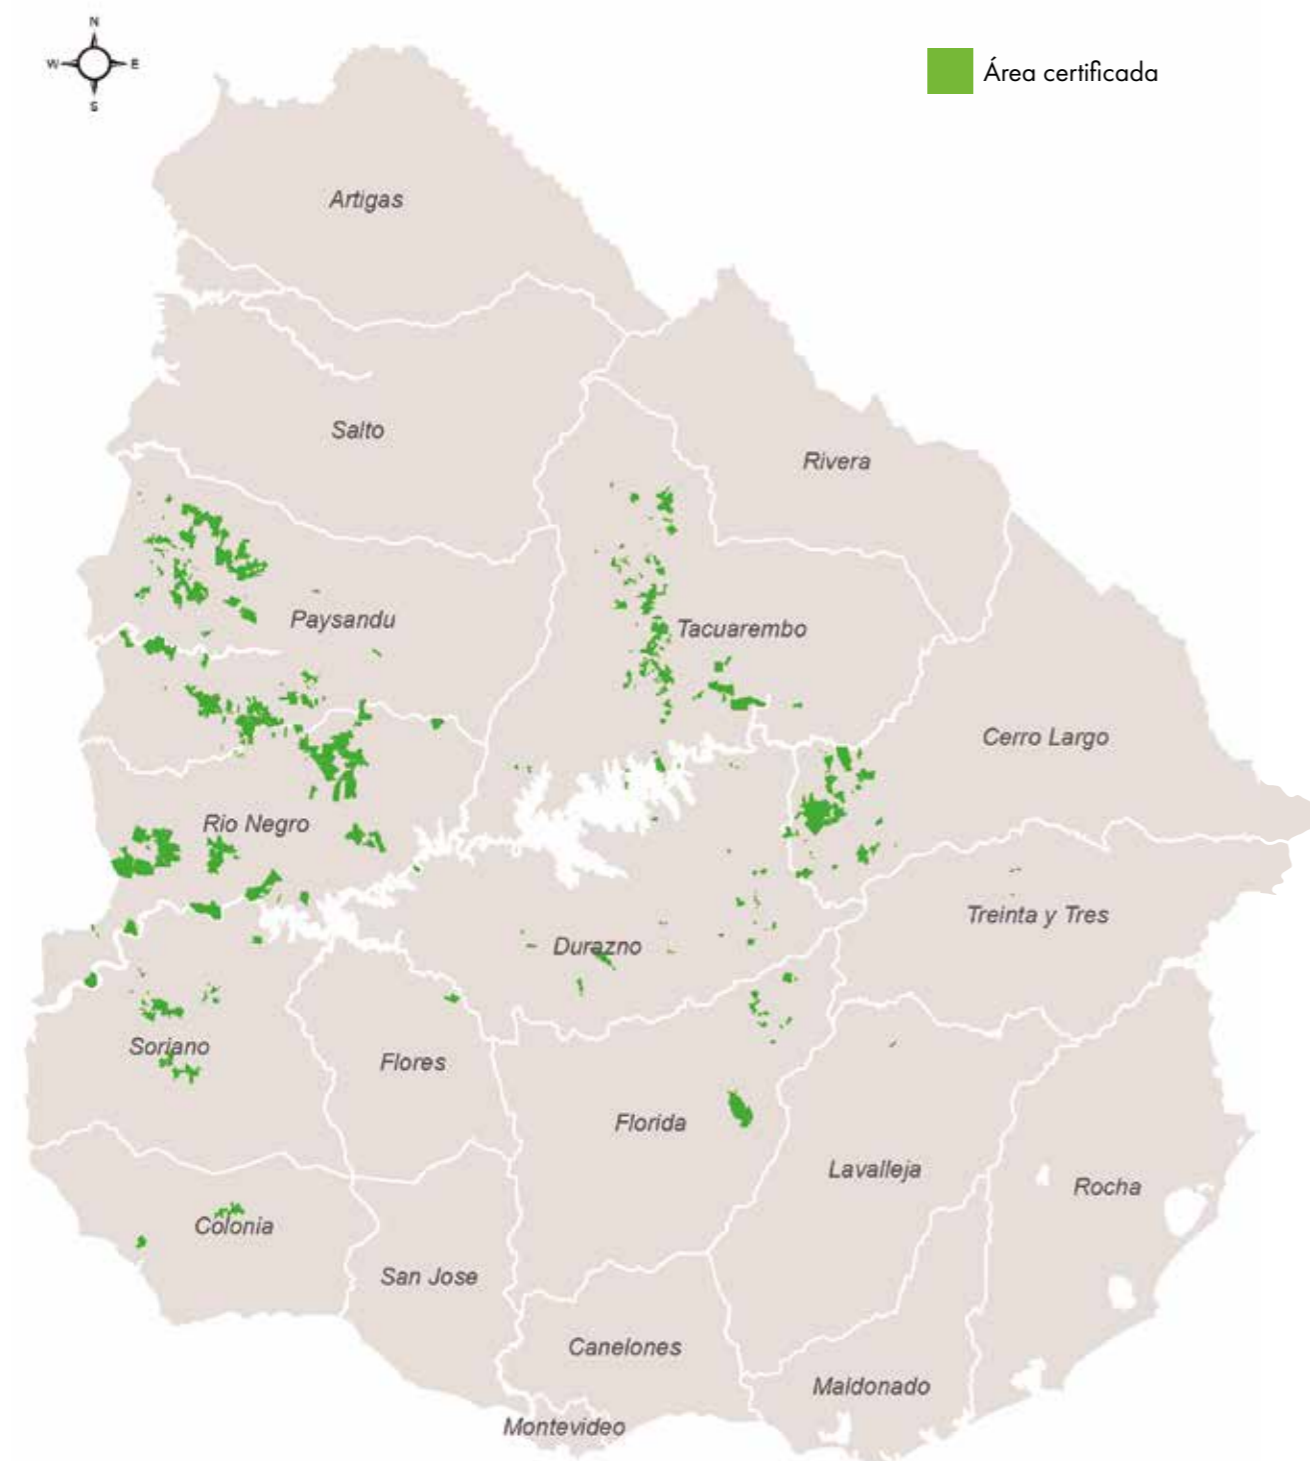 N
W E
S
Área certificada
Artigas
Salto
Rivera
Paysandu
Tacuarembo
Cerro Largo
Rio Negro
Treinta y Tres
Durazno
Soriano
Flores
Florida
Lavalleja
Rocha
Colonia
San Jose
Canelones
Maldonado
Montevideo